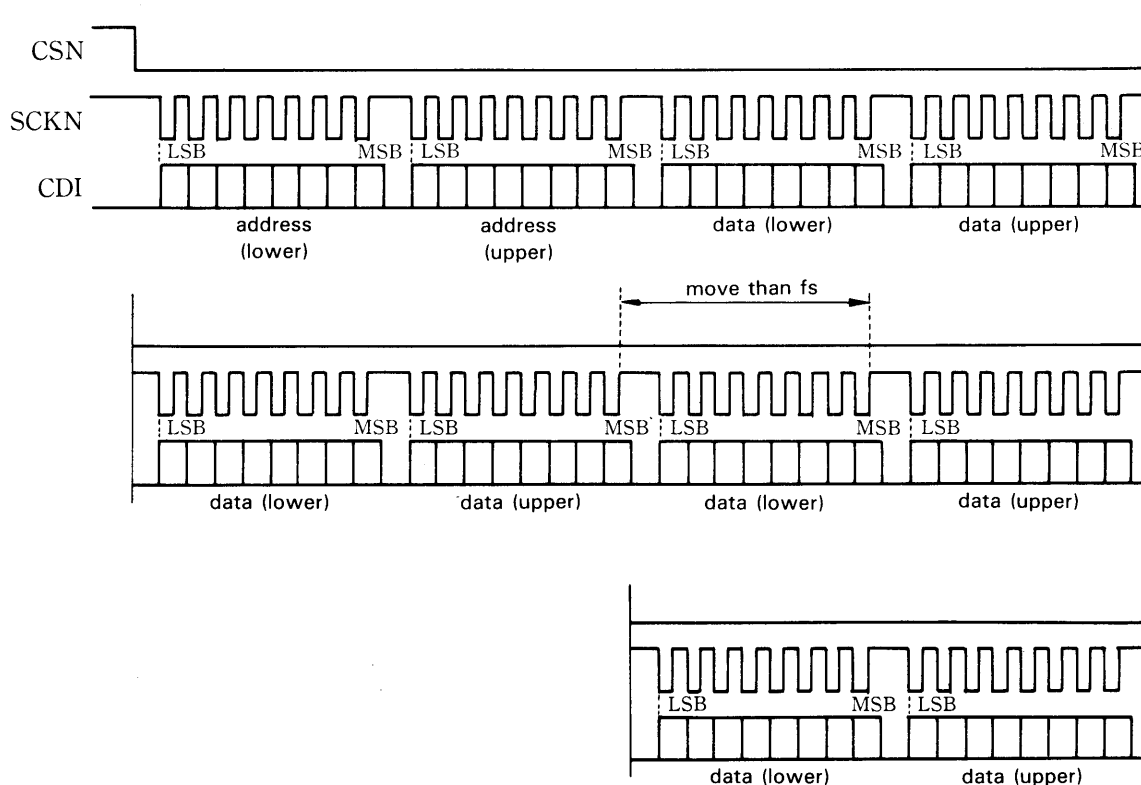 CSN
SCKN
LSB MSB LSB MSB LSB MSB LSB MSB
CDI
address (lower) address (upper) data (lower) data (upper)
move than fs
LSB MSB LSB MSB LSB MSB LSB
data (lower) data (upper) data (lower) data (upper)
LSB MSB LSB
data (lower) data (upper)